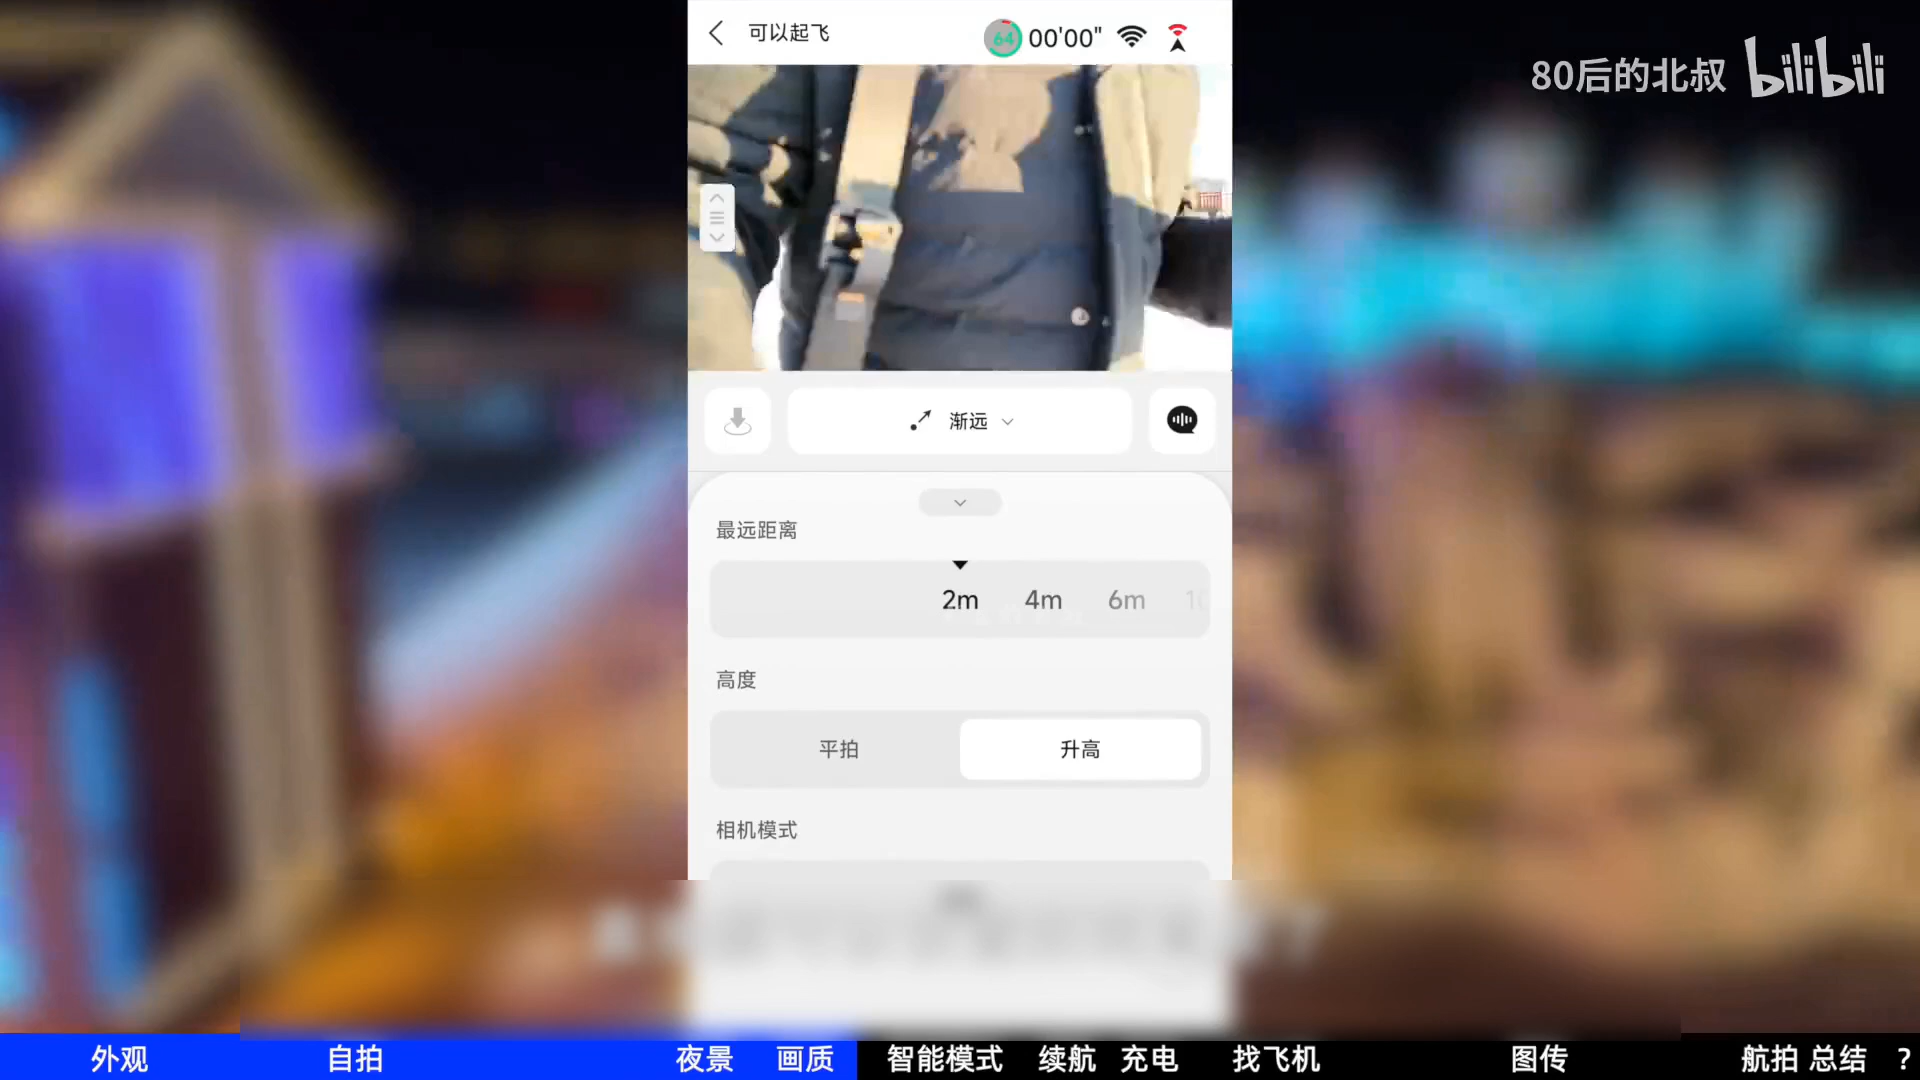 可以起飞
64 00'00"
80后的北叔 bilibili
渐远
最远距离
2m 4m 6m 10
高度
平拍 升高
相机模式
外观 自拍 夜景 画质 智能模式 续航 充电 找飞机 图传 航拍 总结 ?